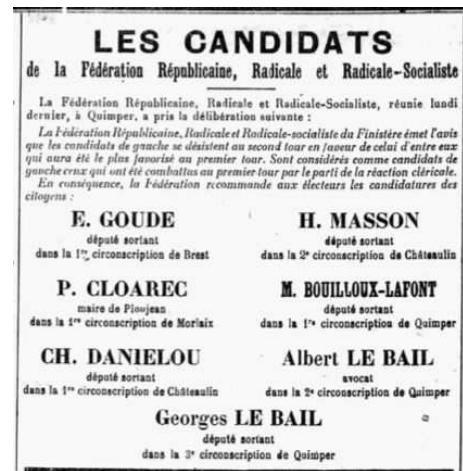 LES CANDIDATS
de la Fédération Républicaine, Radicale et Radicale-Socialiste
La Fédération Républicaine, Radicale et Radicale-Socialiste, réunie lundi
dernier, à Quimper, a pris la délibération suivante :
La Fédération Républicaine, Radicale et Radicale-socialiste du Finistère émet l'avis
que les candidats de gauche se désistent au second tour en faveur de celui d'entre eux
qui aura été le plus favorisé au premier tour. Sont considérés comme candidats de
gauche ceux qui ont été combattus au premier tour par le parti de la réaction cléricale.
En conséquence, la Fédération recommande aux électeurs les candidatures des
citoyens :
E. GOUDE
député sortant
dans la 1re circonscription de Brest
H. MASSON
député sortant
dans la 2e circonscription de Châteaulin
P. CLOAREC
maire de Ploujean
dans la 1re circonscription de Morlaix
M. BOUILLOUX-LAFONT
député sortant
dans la 1re circonscription de Quimper
CH. DANIELOU
député sortant
dans la 1re circonscription de Châteaulin
Albert LE BAIL
avocat
dans la 2e circonscription de Quimper
Georges LE BAIL
député sortant
dans la 3e circonscription de Quimper